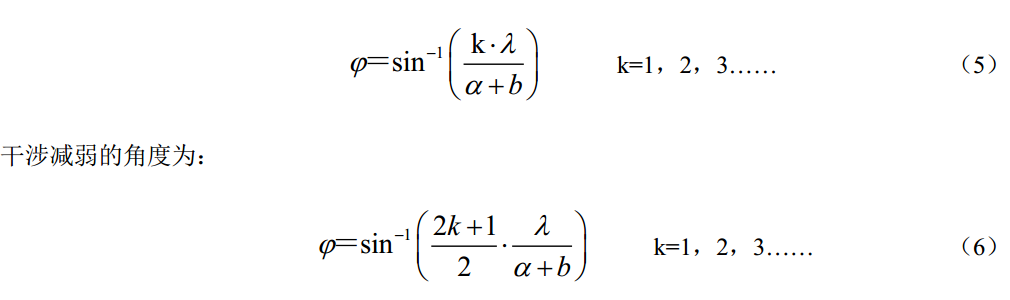 φ=sin⁻¹(k·λ/(α+b)) k=1，2，3…… （5）
干涉减弱的角度为：
φ=sin⁻¹((2k+1)/2·λ/(α+b)) k=1，2，3…… （6）